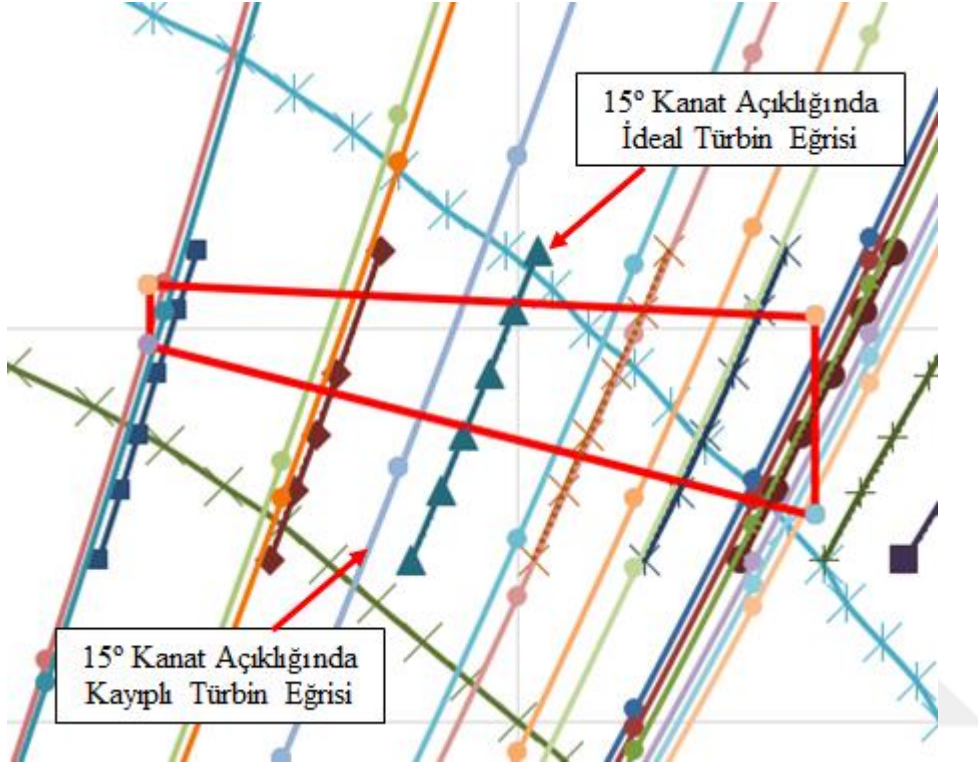 15º Kanat Açıklığında
İdeal Türbin Eğrisi
15º Kanat Açıklığında
Kayıplı Türbin Eğrisi